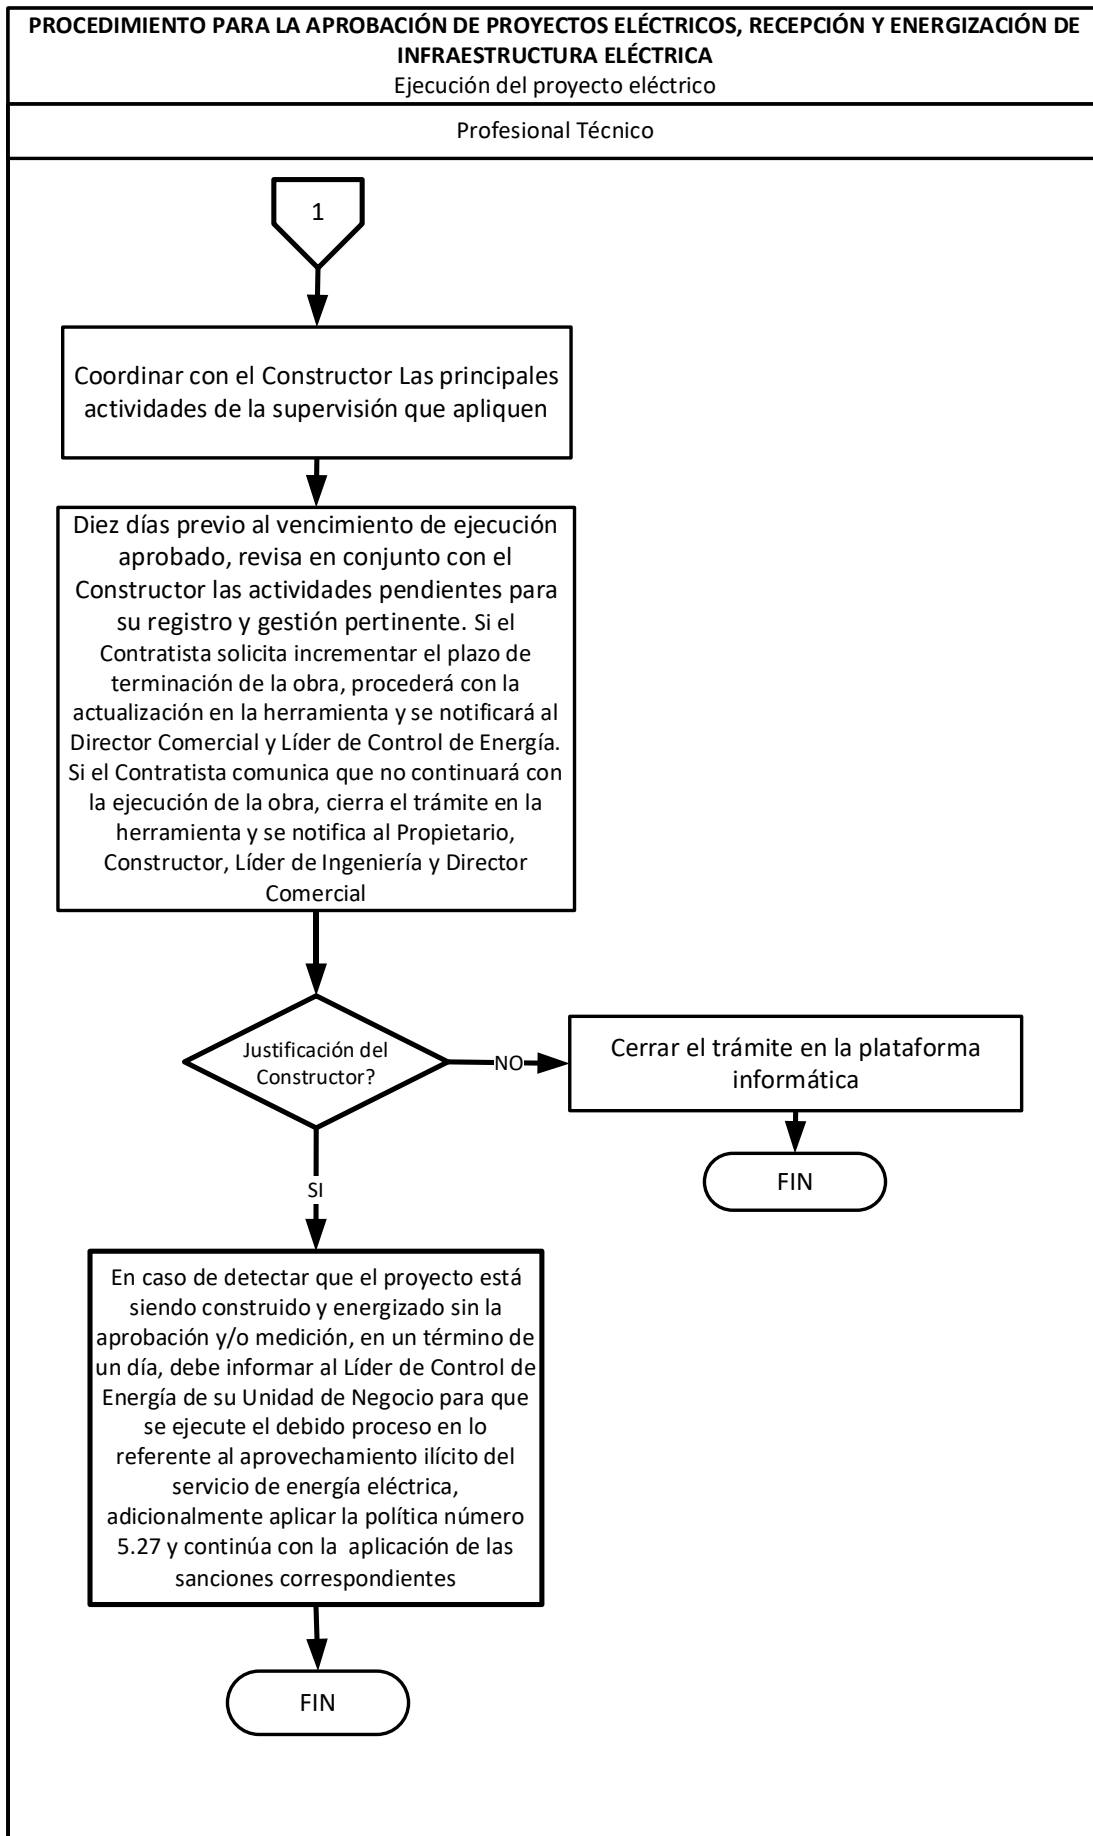 PROCEDIMIENTO PARA LA APROBACIÓN DE PROYECTOS ELÉCTRICOS, RECEPCIÓN Y ENERGIZACIÓN DE
INFRAESTRUCTURA ELÉCTRICA
Ejecución del proyecto eléctrico
Profesional Técnico
1
Coordinar con el Constructor Las principales
actividades de la supervisión que apliquen
Diez días previo al vencimiento de ejecución
aprobado, revisa en conjunto con el
Constructor las actividades pendientes para
su registro y gestión pertinente. Si el
Contratista solicita incrementar el plazo de
terminación de la obra, procederá con la
actualización en la herramienta y se notificará al
Director Comercial y Líder de Control de Energía.
Si el Contratista comunica que no continuará con
la ejecución de la obra, cierra el trámite en la
herramienta y se notifica al Propietario,
Constructor, Líder de Ingeniería y Director
Comercial
Justificación del
Constructor?
NO
Cerrar el trámite en la plataforma
informática
FIN
SI
En caso de detectar que el proyecto está
siendo construido y energizado sin la
aprobación y/o medición, en un término de
un día, debe informar al Líder de Control de
Energía de su Unidad de Negocio para que
se ejecute el debido proceso en lo
referente al aprovechamiento ilícito del
servicio de energía eléctrica,
adicionalmente aplicar la política número
5.27 y continúa con la  aplicación de las
sanciones correspondientes
FIN